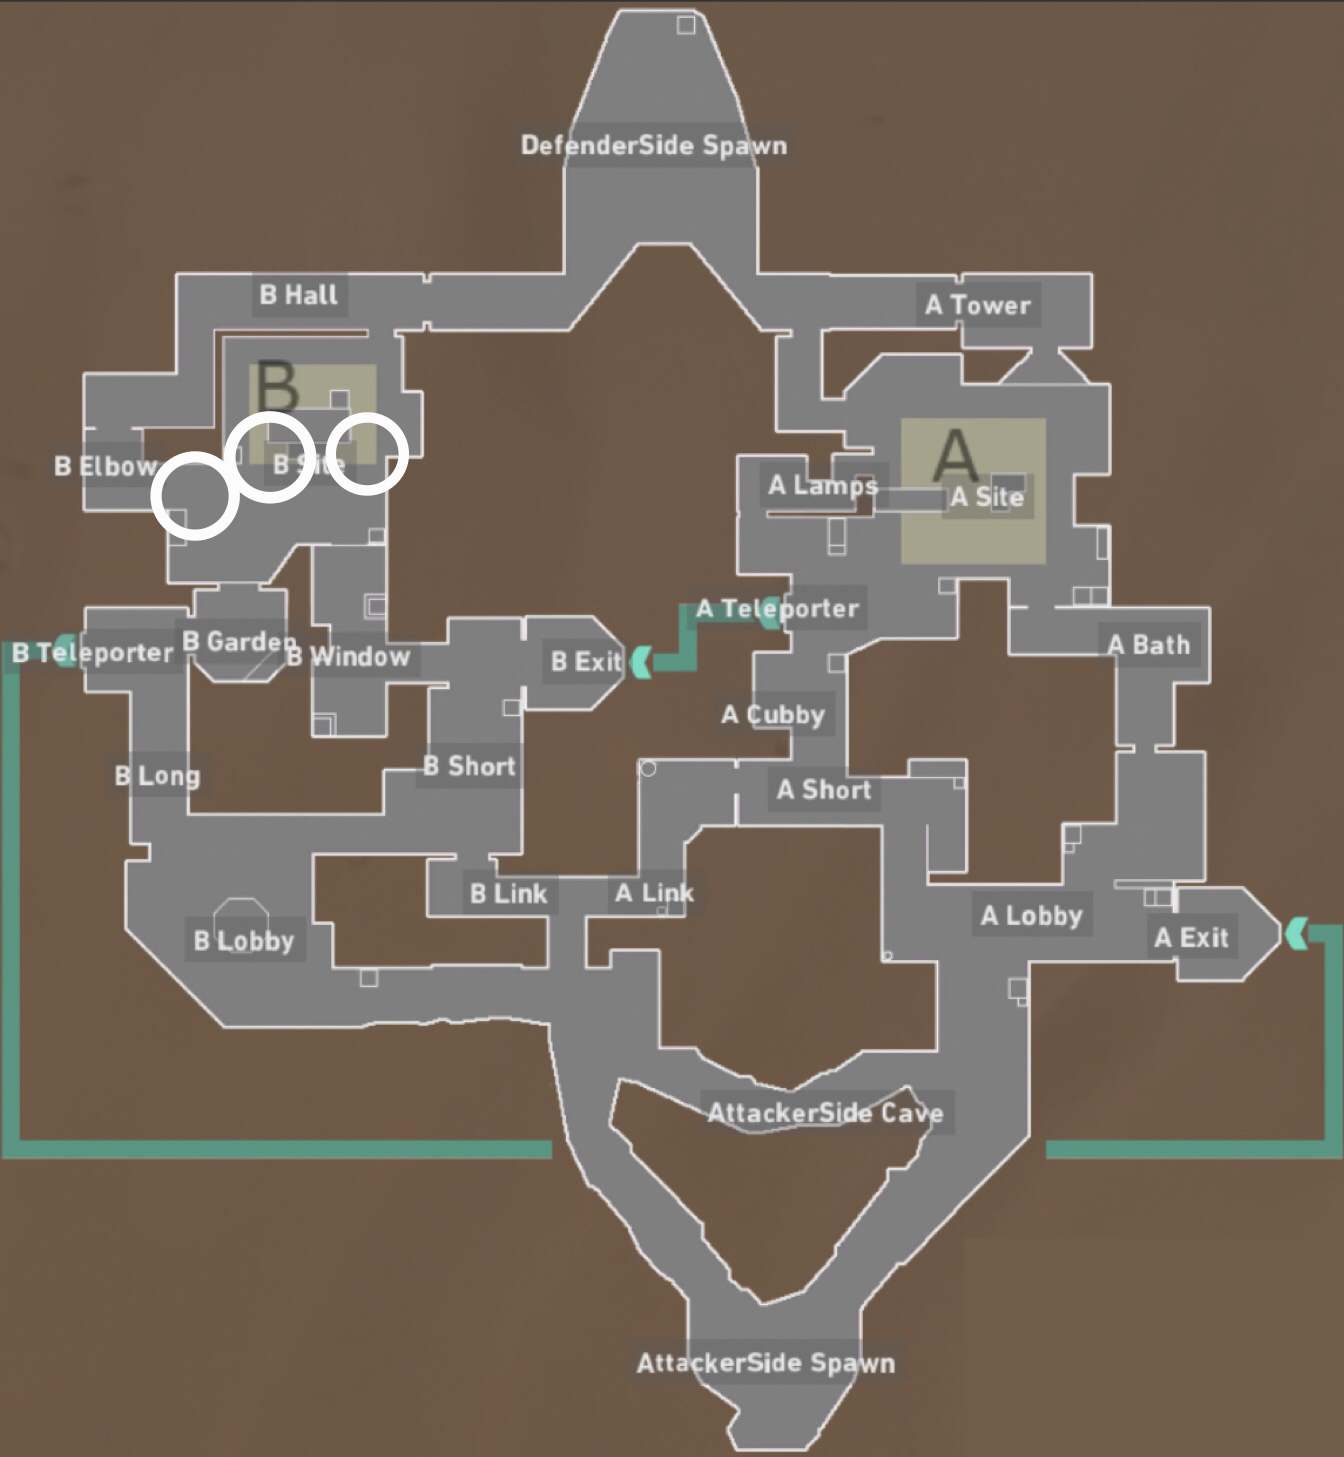 DefenderSide Spawn
B Hall
A Tower
B
A
B Elbow
B Site
A Lamps
A Site
A Teleporter
B Teleporter
B Garden
B Window
B Exit
A Bath
A Cubby
B Long
B Short
A Short
B Link
A Link
B Lobby
A Lobby
A Exit
AttackerSide Cave
AttackerSide Spawn